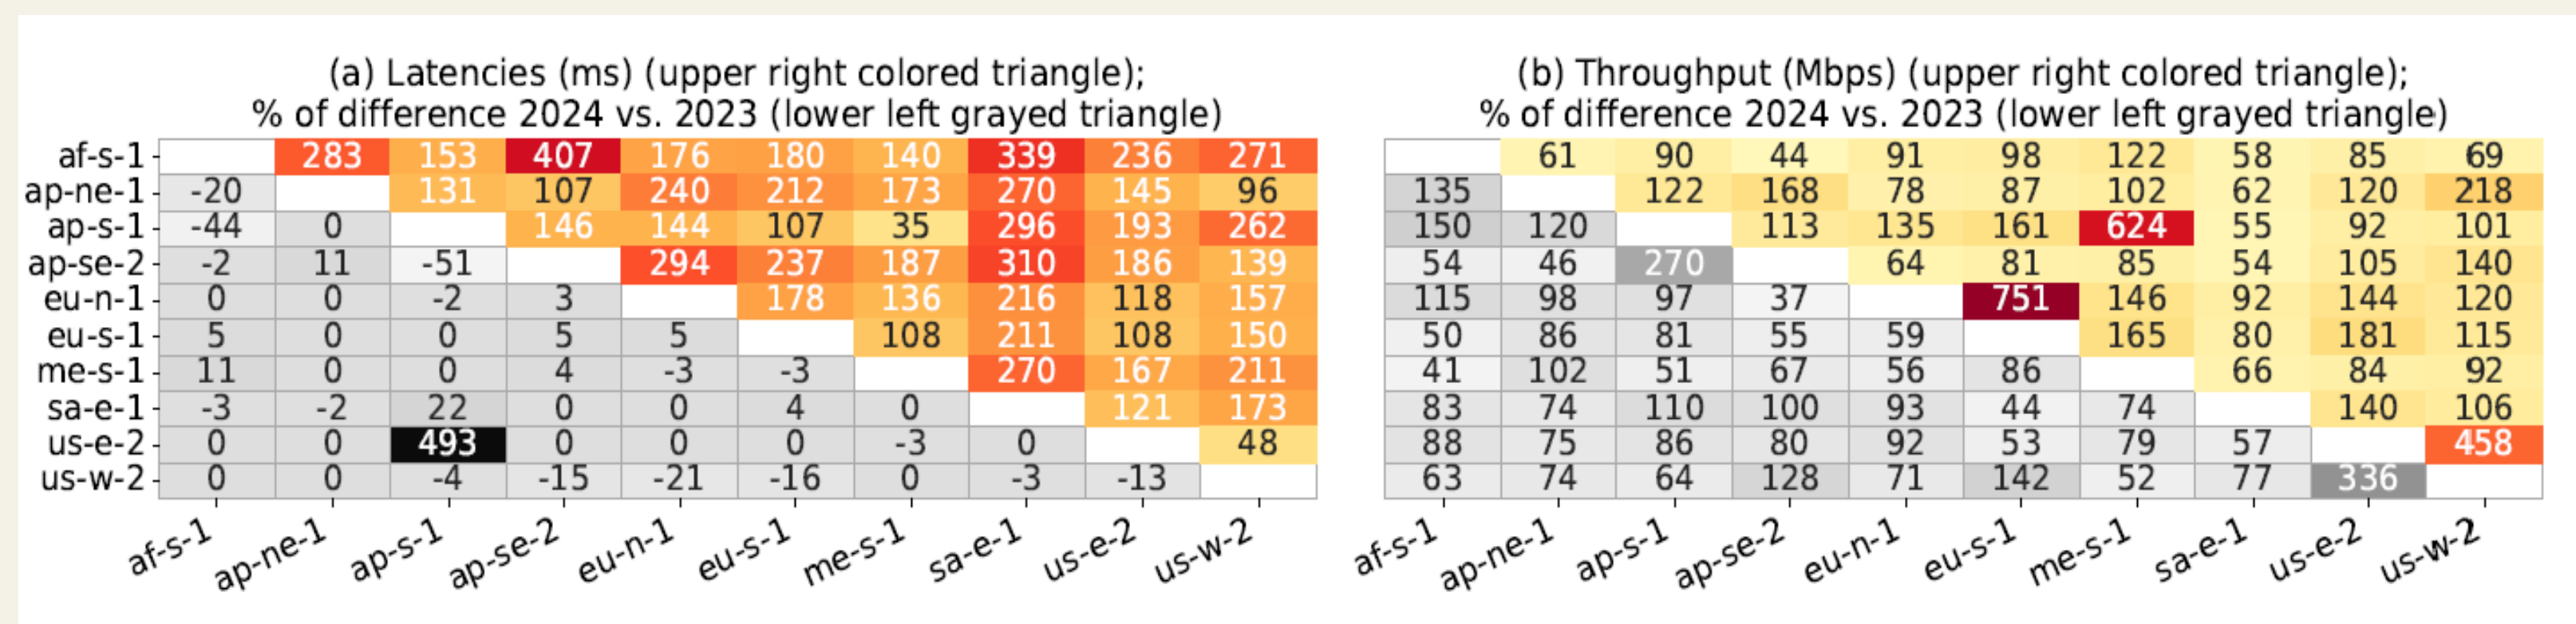 (a) Latencies (ms) (upper right colored triangle);
% of difference 2024 vs. 2023 (lower left grayed triangle)
af-s-1 283 153 407 176 180 140 339 236 271
ap-ne-1 -20 131 107 240 212 173 270 145 96
ap-s-1 -44 0 146 144 107 35 296 193 262
ap-se-2 -2 11 -51 294 237 187 310 186 139
eu-n-1 0 0 -2 3 178 136 216 118 157
eu-s-1 5 0 0 5 5 108 211 108 150
me-s-1 11 0 0 4 -3 -3 270 167 211
sa-e-1 -3 -2 22 0 0 4 0 121 173
us-e-2 0 0 493 0 0 0 -3 0 48
us-w-2 0 0 -4 -15 -21 -16 0 -3 -13
af-s-1 ap-ne-1 ap-s-1 ap-se-2 eu-n-1 eu-s-1 me-s-1 sa-e-1 us-e-2 us-w-2
(b) Throughput (Mbps) (upper right colored triangle);
% of difference 2024 vs. 2023 (lower left grayed triangle)
61 90 44 91 98 122 58 85 69
135 122 168 78 87 102 62 120 218
150 120 113 135 161 624 55 92 101
54 46 270 64 81 85 54 105 140
115 98 97 37 751 146 92 144 120
50 86 81 55 59 165 80 181 115
41 102 51 67 56 86 66 84 92
83 74 110 100 93 44 74 140 106
88 75 86 80 92 53 79 57 458
63 74 64 128 71 142 52 77 336
af-s-1 ap-ne-1 ap-s-1 ap-se-2 eu-n-1 eu-s-1 me-s-1 sa-e-1 us-e-2 us-w-2